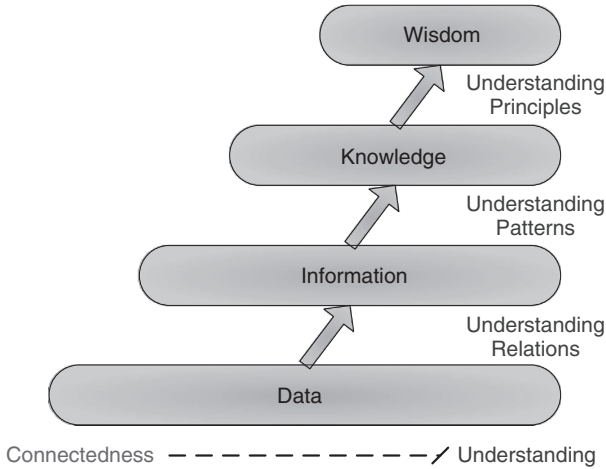 Wisdom
Understanding
Principles
Knowledge
Understanding
Patterns
Information
Understanding
Relations
Data
Connectedness
Understanding